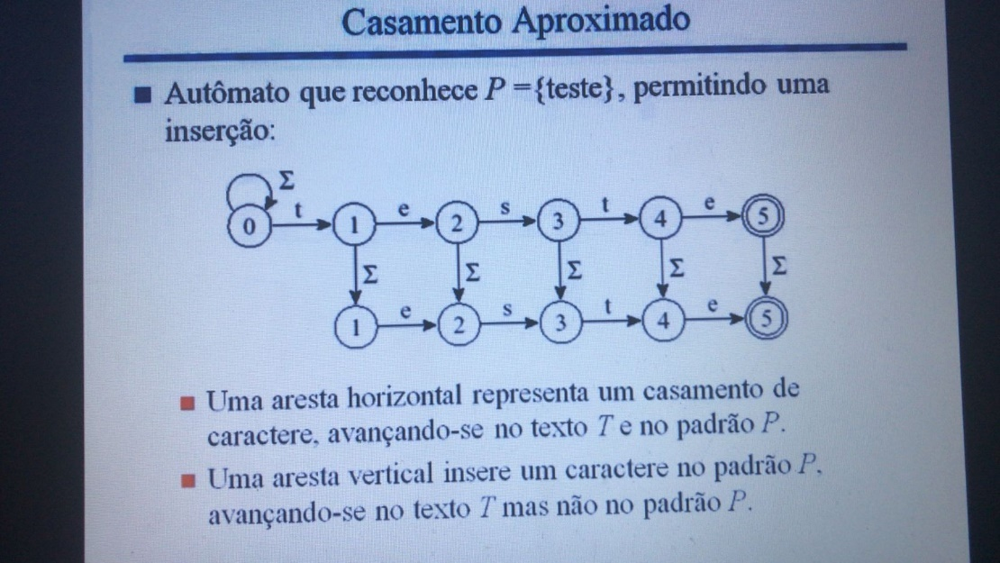 Casamento Aproximado
Autômato que reconhece P ={teste}, permitindo uma
inserção:
Σ
0 t 1 e 2 s 3 t 4 e 5
Σ Σ Σ Σ Σ
1 e 2 s 3 t 4 e 5
Uma aresta horizontal representa um casamento de
caractere, avançando-se no texto T e no padrão P.
Uma aresta vertical insere um caractere no padrão P,
avançando-se no texto T mas não no padrão P.